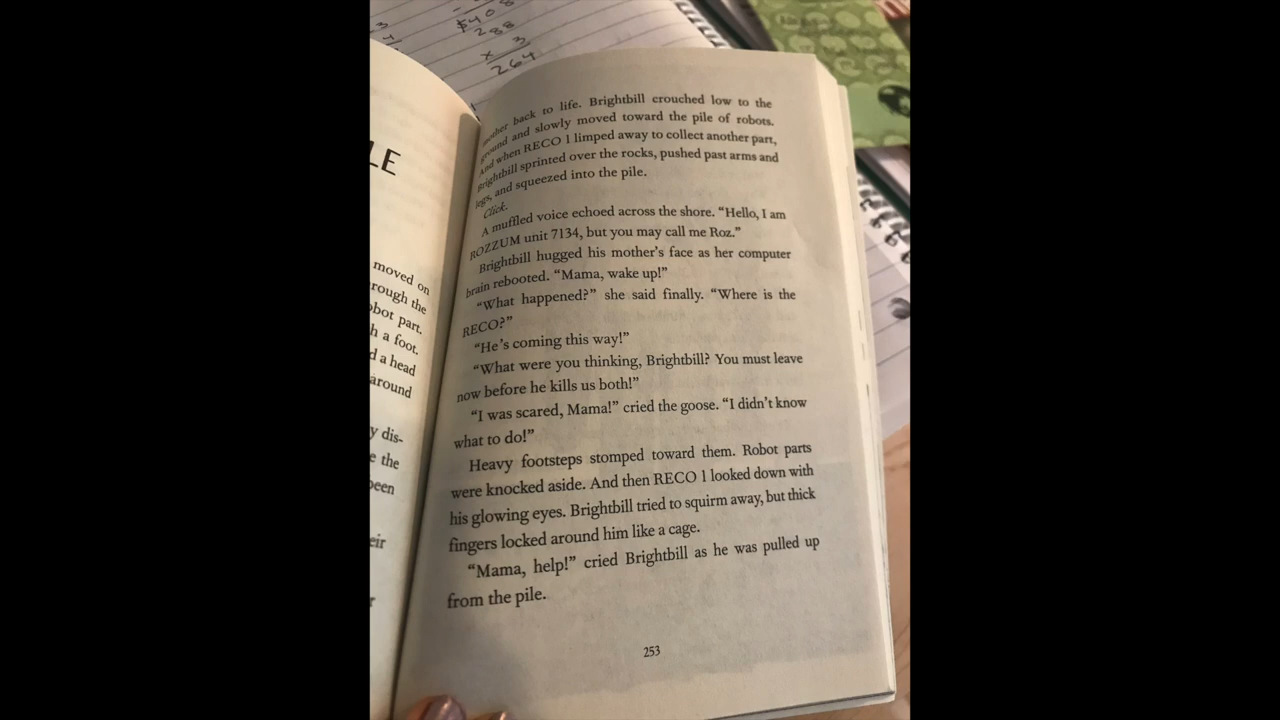 3
4
$408
288
x 3
264
LE
moved on
rough the
obot part.
h a foot.
d a head
around
y dis-
e the
been
eir
r
mother back to life. Brightbill crouched low to the
ground and slowly moved toward the pile of robots.
And when RECO 1 limped away to collect another part,
Brightbill sprinted over the rocks, pushed past arms and
legs, and squeezed into the pile.
Click.
A muffled voice echoed across the shore. “Hello, I am
ROZZUM unit 7134, but you may call me Roz.”
Brightbill hugged his mother’s face as her computer
brain rebooted. “Mama, wake up!”
“What happened?” she said finally. “Where is the
RECO?”
“He’s coming this way!”
“What were you thinking, Brightbill? You must leave
now before he kills us both!”
“I was scared, Mama!” cried the goose. “I didn’t know
what to do!”
Heavy footsteps stomped toward them. Robot parts
were knocked aside. And then RECO 1 looked down with
his glowing eyes. Brightbill tried to squirm away, but thick
fingers locked around him like a cage.
“Mama, help!” cried Brightbill as he was pulled up
from the pile.
253